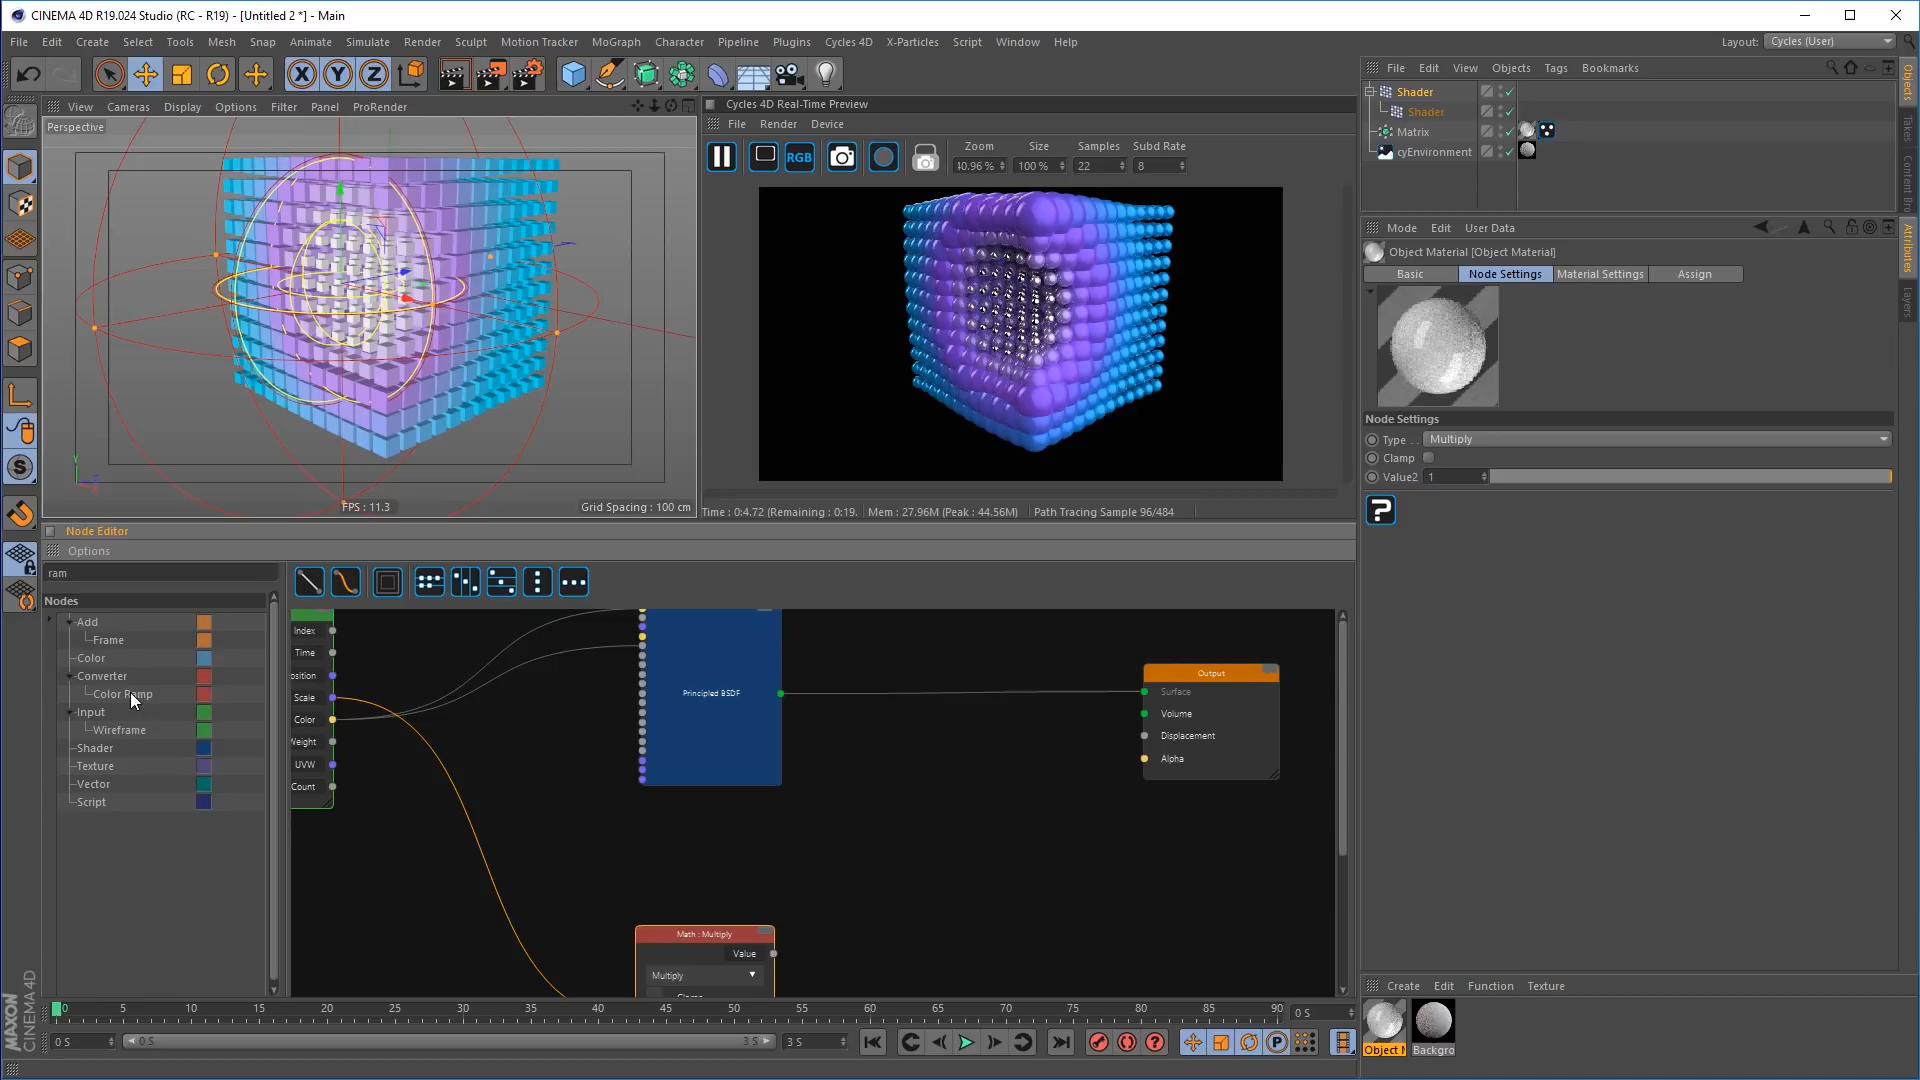 CINEMA 4D R19.024 Studio (RC - R19) - [Untitled 2 *] - Main
File Edit Create Select Tools Mesh Snap Animate Simulate Render Sculpt Motion Tracker MoGraph Character Pipeline Plugins Cycles 4D X-Particles Script Window Help
Layout: Cycles (User)
X Y Z
File Edit View Objects Tags Bookmarks
Shader
Shader
Matrix
cyEnvironment
Objects
Takes
Content Bro
Attributes
Layers
View Cameras Display Options Filter Panel ProRender
Perspective
FPS : 11.3
Grid Spacing : 100 cm
Cycles 4D Real-Time Preview
File Render Device
RGB
Zoom Size Samples Subd Rate
40.96 % 100 % 22 8
Time : 0:4.72 (Remaining : 0:19. Mem : 27.96M (Peak : 44.56M) Path Tracing Sample 96/484
Mode Edit User Data
Object Material [Object Material]
Basic Node Settings Material Settings Assign
Node Settings
Type . . Multiply
Clamp
Value2 1
?
Node Editor
Options
ram
Nodes
Add
Frame
Color
Converter
Color Ramp
Input
Wireframe
Shader
Texture
Vector
Script
Index
Time
osition
Scale
Color
Weight
UVW
Count
Principled BSDF
Output
Surface
Volume
Displacement
Alpha
Math : Multiply
Value
Multiply
Clamp
0 5 10 15 20 25 30 35 40 45 50 55 60 65 70 75 80 85 90 0 S
0 S 0 S 3 S 3 S
P
Create Edit Function Texture
Object M
Backgro
MAXON
CINEMA 4D